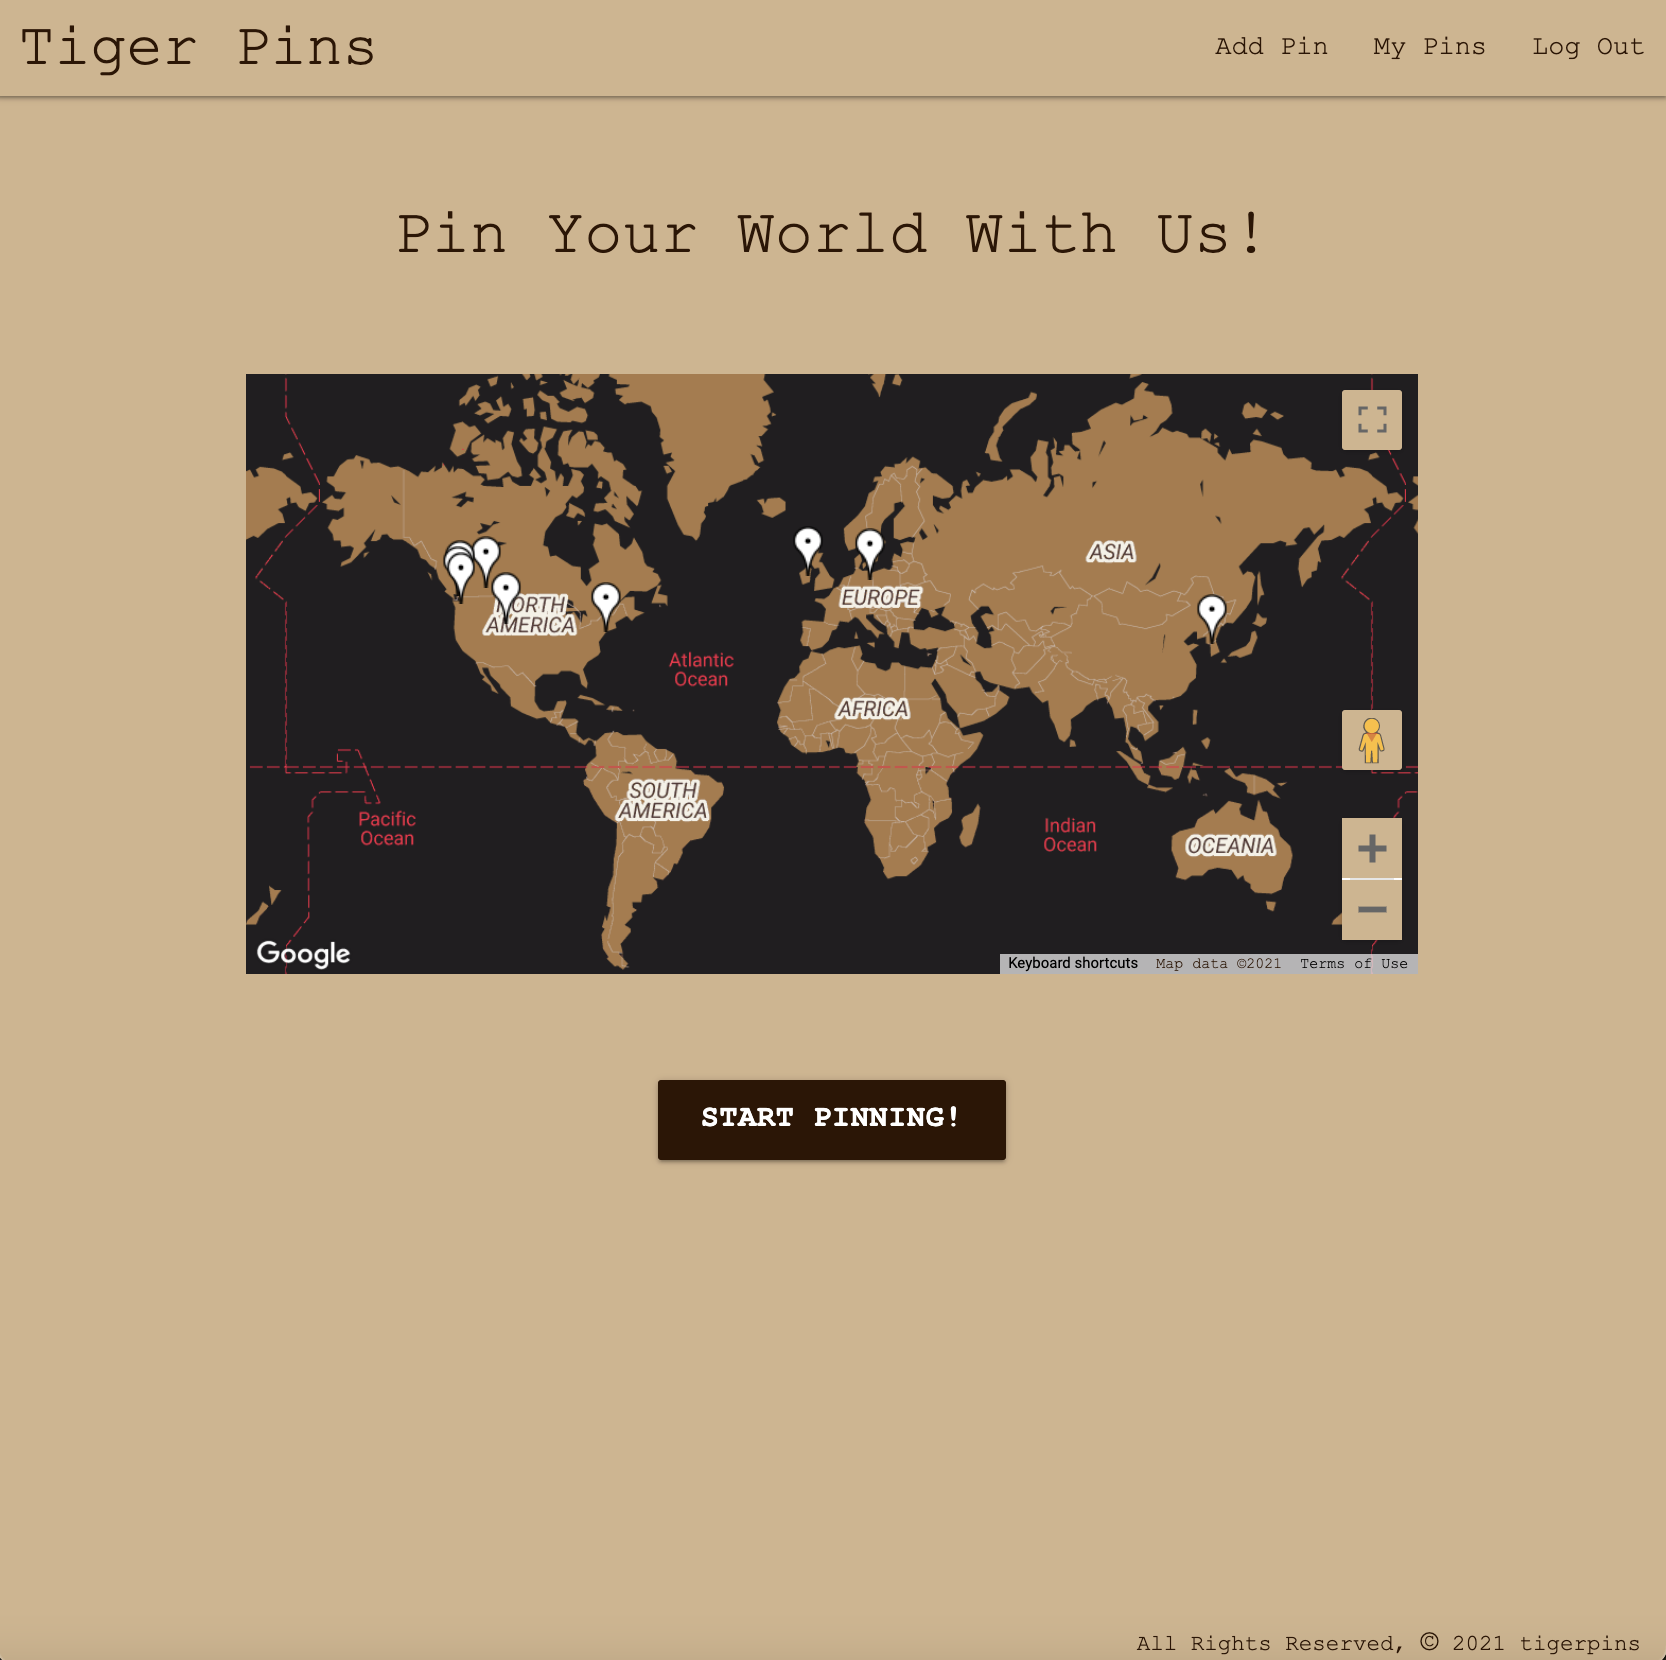 Tiger Pins
Add Pin My Pins Log Out
Pin Your World With Us!
ASIA
EUROPE
NORTH
AMERICA
Atlantic
Ocean
AFRICA
SOUTH
AMERICA
Pacific
Ocean
Indian
Ocean
OCEANIA
Google
Keyboard shortcuts Map data ©2021 Terms of Use
START PINNING!
All Rights Reserved, © 2021 tigerpins